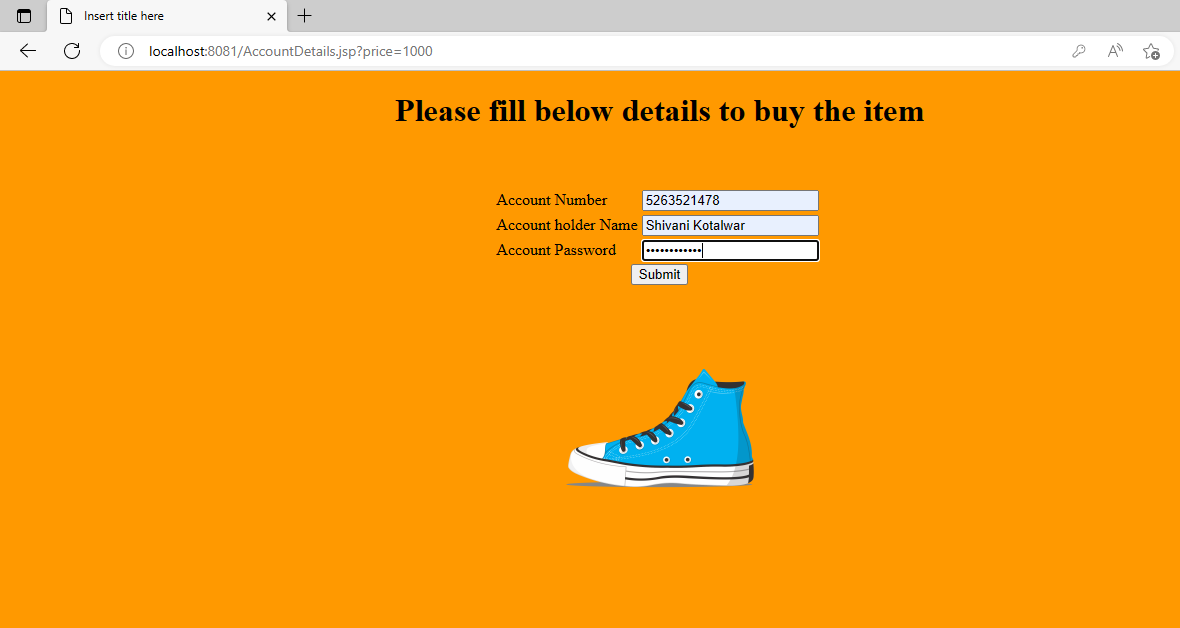 Insert title here
localhost:8081/AccountDetails.jsp?price=1000
Please fill below details to buy the item
Account Number 5263521478
Account holder Name Shivani Kotalwar
Account Password ••••••••••••
Submit